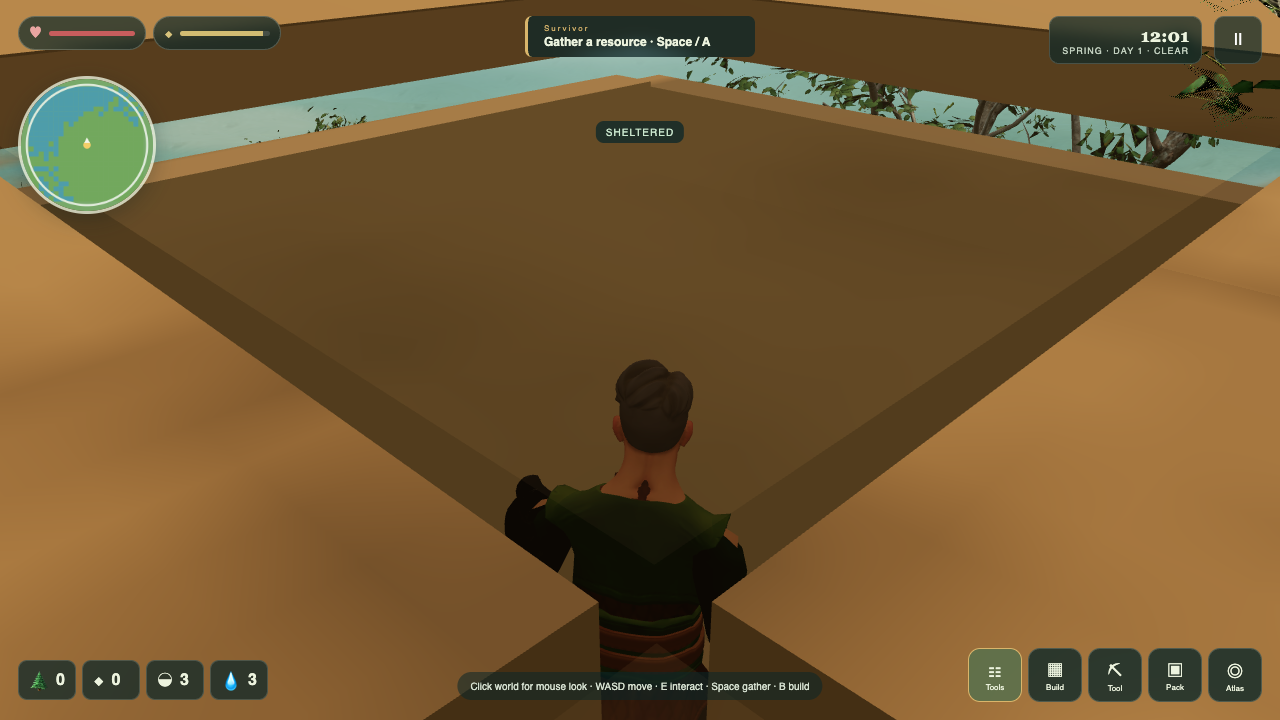 Survivor
Gather a resource · Space / A
12:01
SPRING · DAY 1 · CLEAR
SHELTERED
0
0
3
3
Click world for mouse look · WASD move · E interact · Space gather · B build
Tools
Build
Tool
Pack
Atlas